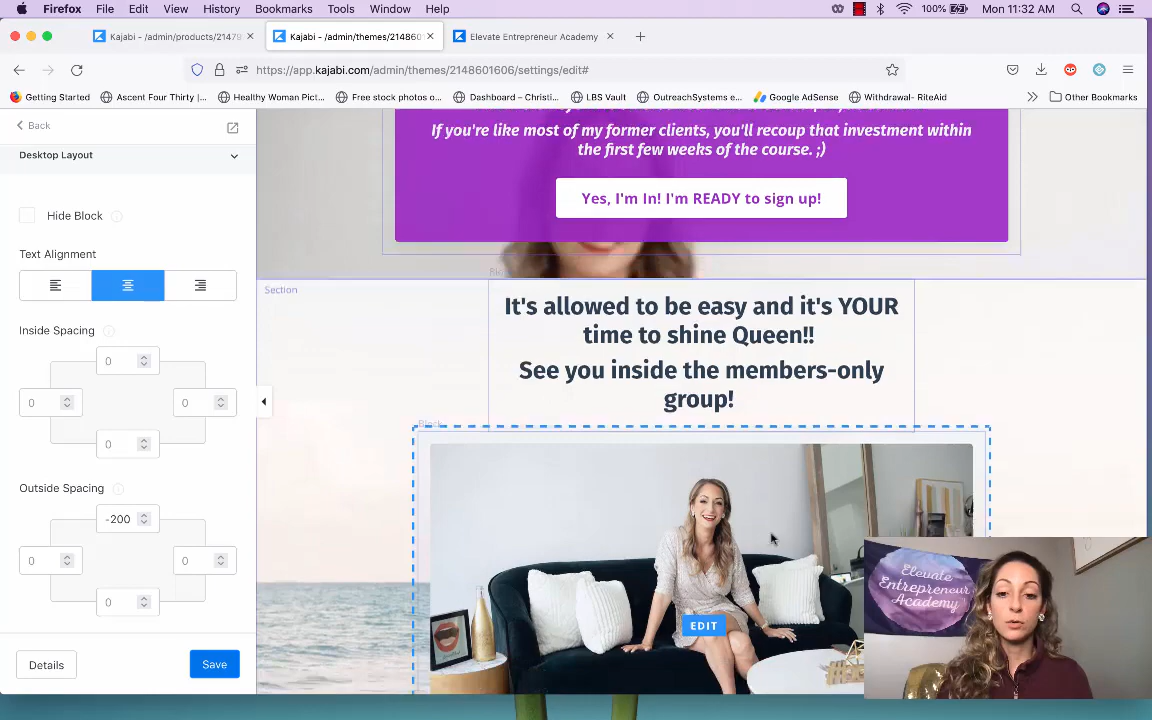 Firefox File Edit View History Bookmarks Tools Window Help
100% Mon 11:32 AM
Kajabi - /admin/products/21479
Kajabi - /admin/themes/2148601
Elevate Entrepreneur Academy
https://app.kajabi.com/admin/themes/2148601606/settings/edit#
Getting Started Ascent Four Thirty |... Healthy Woman Pict... Free stock photos o... Dashboard – Christi... LBS Vault OutreachSystems e... Google AdSense Withdrawal- RiteAid Other Bookmarks
Back
Desktop Layout
Hide Block
Text Alignment
Inside Spacing
0
0 0
0
Outside Spacing
-200
0 0
0
Details Save
If you're like most of my former clients, you'll recoup that investment within
the first few weeks of the course. ;)
Yes, I'm In! I'm READY to sign up!
Section
It's allowed to be easy and it's YOUR
time to shine Queen!!
See you inside the members-only
group!
Block
EDIT
Elevate
Entrepreneur
Academy